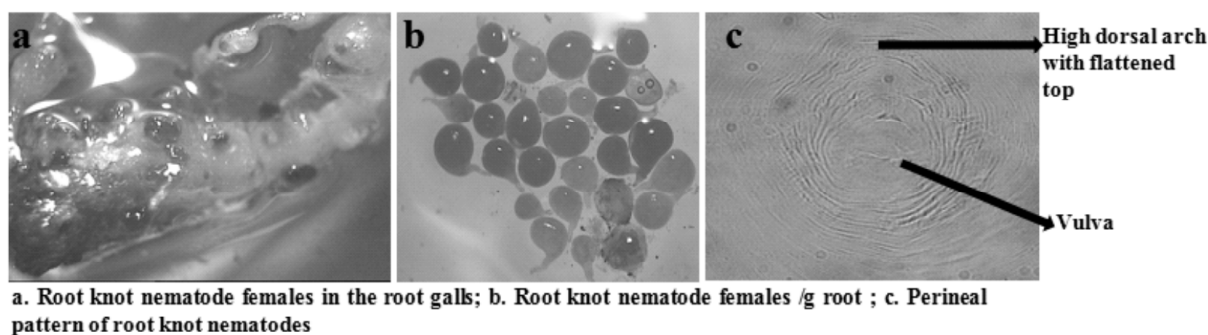 a
b
c
High dorsal arch
with flattened
top
Vulva
a. Root knot nematode females in the root galls; b. Root knot nematode females /g root ; c. Perineal
pattern of root knot nematodes